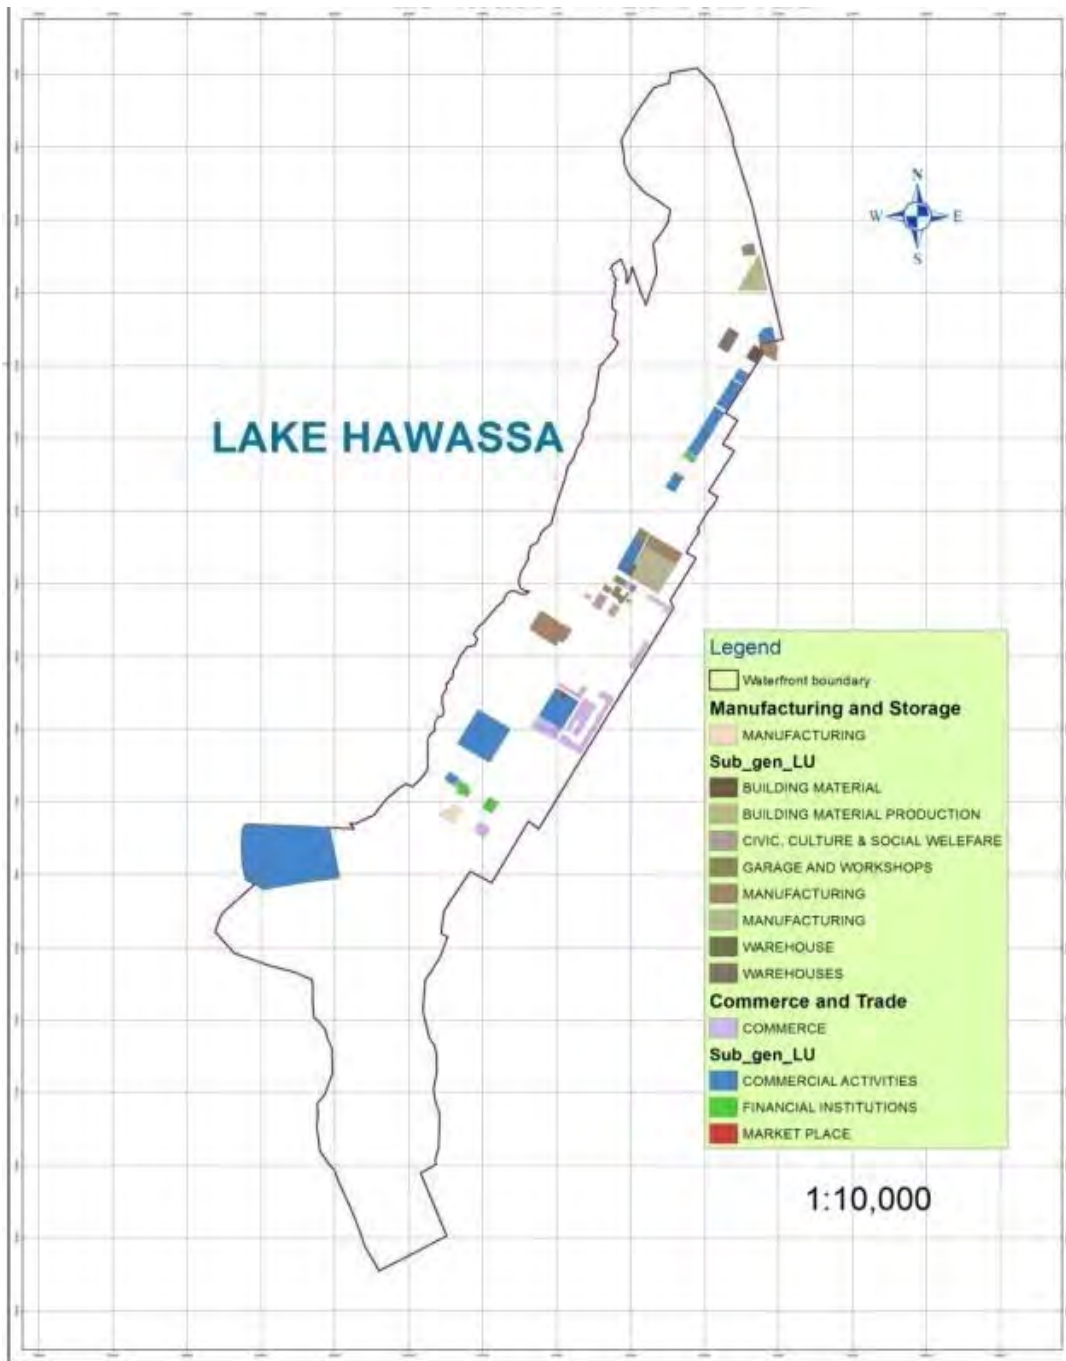 N
W E
S
LAKE HAWASSA
Legend
Waterfront boundary
Manufacturing and Storage
MANUFACTURING
Sub_gen_LU
BUILDING MATERIAL
BUILDING MATERIAL PRODUCTION
CIVIC, CULTURE & SOCIAL WELEFARE
GARAGE AND WORKSHOPS
MANUFACTURING
MANUFACTURING
WAREHOUSE
WAREHOUSES
Commerce and Trade
COMMERCE
Sub_gen_LU
COMMERCIAL ACTIVITIES
FINANCIAL INSTITUTIONS
MARKET PLACE
1:10,000